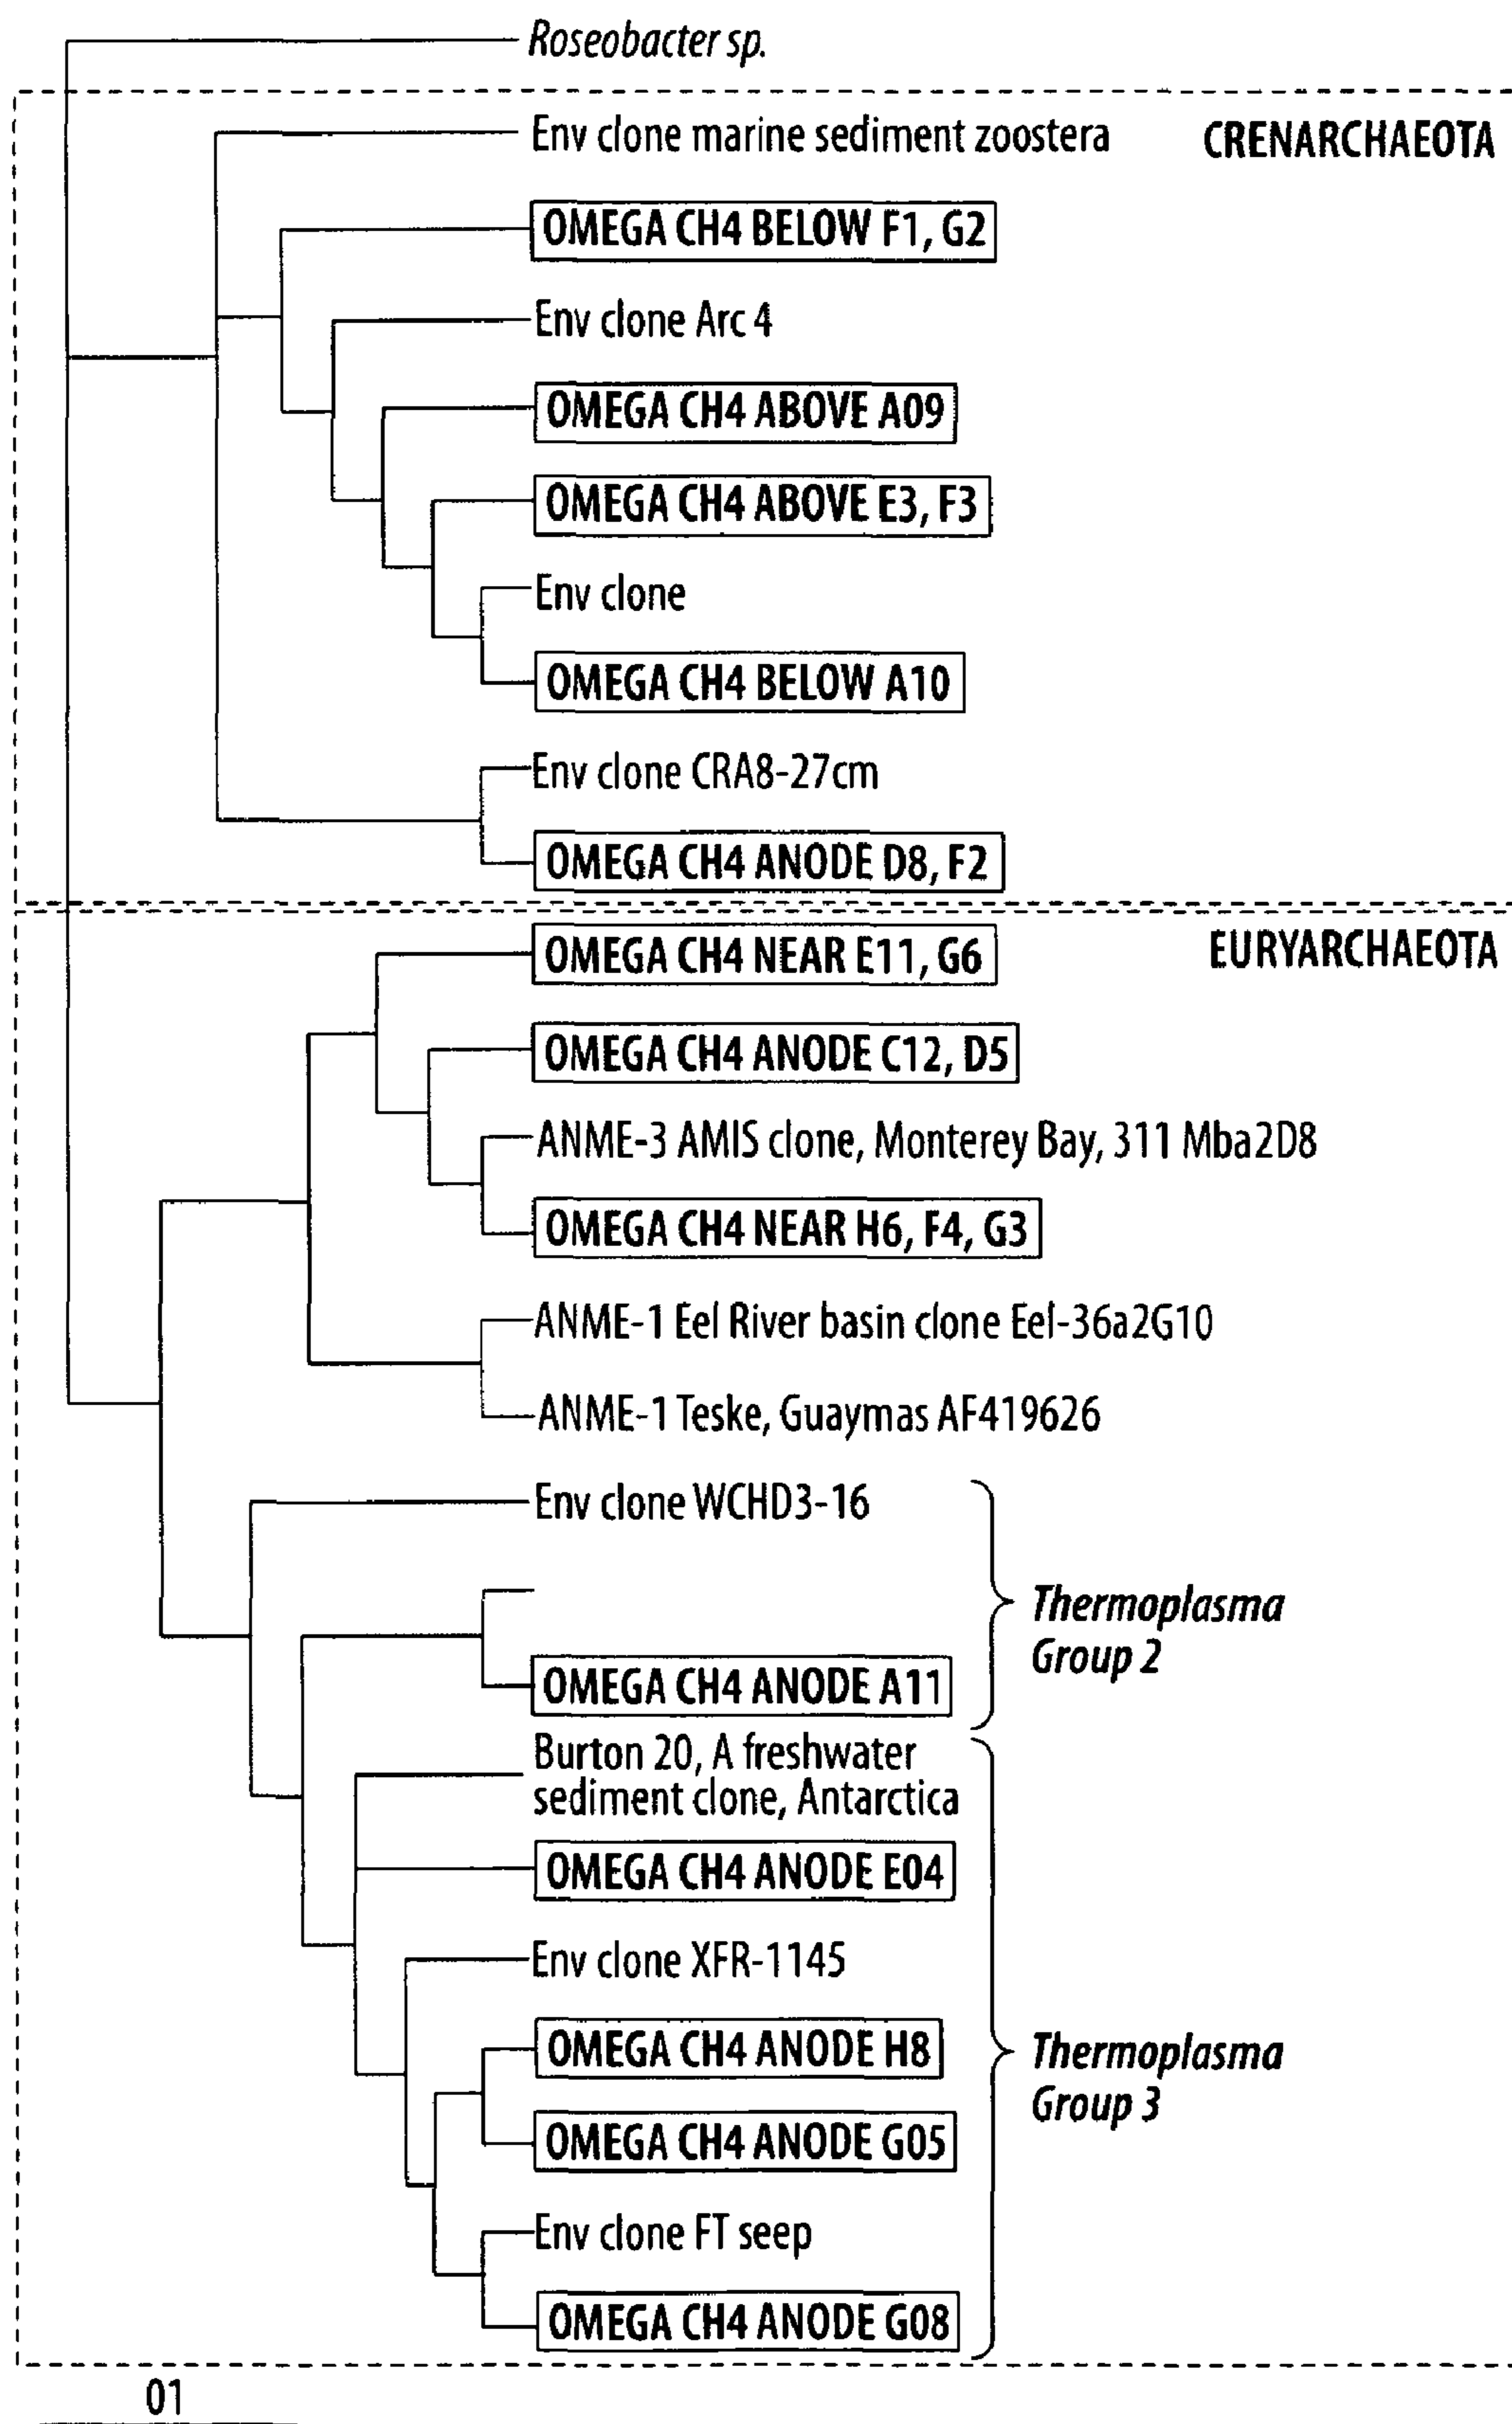 Roseobacter sp.
Env clone marine sediment zoostera
CRENARCHAEOTA
OMEGA CH4 BELOW F1, G2
Env clone Arc 4
OMEGA CH4 ABOVE A09
OMEGA CH4 ABOVE E3, F3
Env clone
OMEGA CH4 BELOW A10
Env clone CRA8-27cm
OMEGA CH4 ANODE D8, F2
OMEGA CH4 NEAR E11, G6
EURYARCHAEOTA
OMEGA CH4 ANODE C12, D5
ANME-3 AMIS clone, Monterey Bay, 311 Mba2D8
OMEGA CH4 NEAR H6, F4, G3
ANME-1 Eel River basin clone Eel-36a2G10
ANME-1 Teske, Guaymas AF419626
Env clone WCHD3-16
Thermoplasma
Group 2
OMEGA CH4 ANODE A11
Burton 20, A freshwater
sediment clone, Antarctica
OMEGA CH4 ANODE E04
Env clone XFR-1145
OMEGA CH4 ANODE H8
Thermoplasma
Group 3
OMEGA CH4 ANODE G05
Env clone FT seep
OMEGA CH4 ANODE G08
01